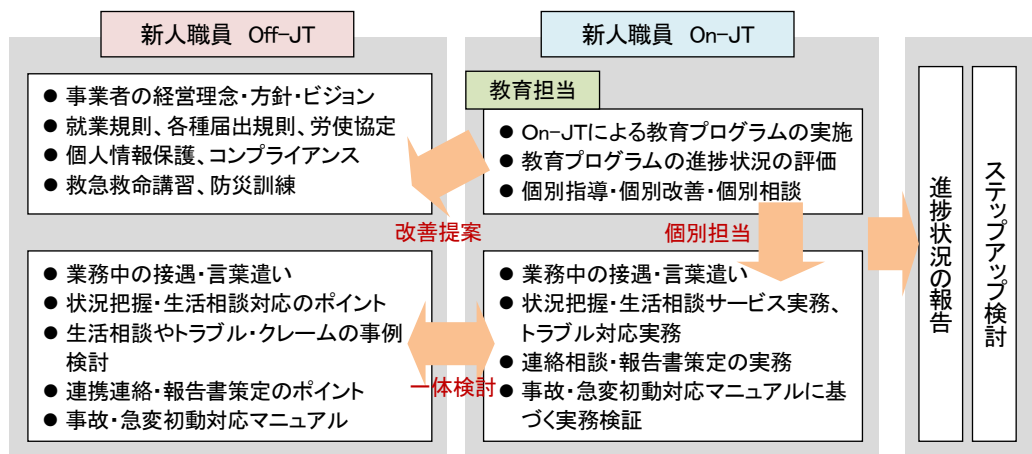 新人職員 Off-JT
● 事業者の経営理念・方針・ビジョン
● 就業規則、各種届出規則、労使協定
● 個人情報保護、コンプライアンス
● 救急救命講習、防災訓練
● 業務中の接遇・言葉遣い
● 状況把握・生活相談対応のポイント
● 生活相談やトラブル・クレームの事例
検討
● 連携連絡・報告書策定のポイント
● 事故・急変初動対応マニュアル
改善提案
一体検討
新人職員 On-JT
教育担当
● On-JTによる教育プログラムの実施
● 教育プログラムの進捗状況の評価
● 個別指導・個別改善・個別相談
個別担当
● 業務中の接遇・言葉遣い
● 状況把握・生活相談サービス実務、
トラブル対応実務
● 連絡相談・報告書策定の実務
● 事故・急変初動対応マニュアルに基
づく実務検証
進捗状況の報告
ステップアップ検討